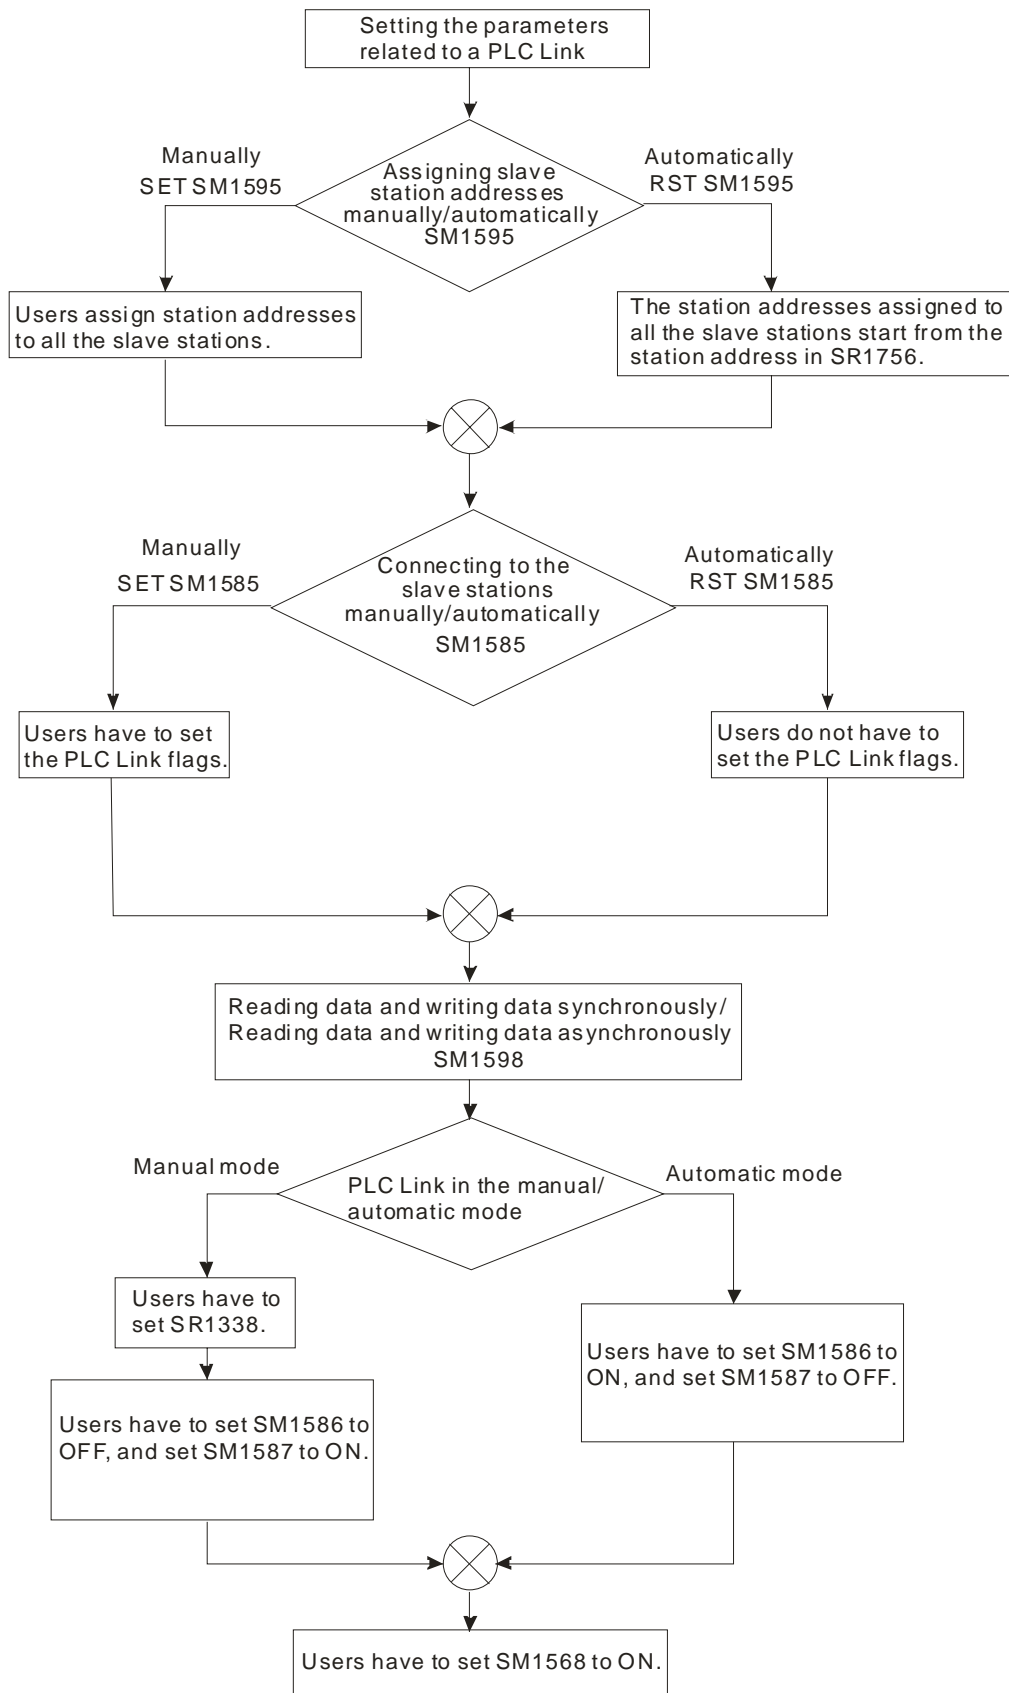 Setting the parameters
related to a PLC Link
Manually
SET SM1595
Automatically
RST SM1595
Assigning slave
station addresses
manually/automatically
SM1595
Users assign station addresses
to all the slave stations.
The station addresses assigned to
all the slave stations start from the
station address in SR1756.
Manually
SET SM1585
Automatically
RST SM1585
Connecting to the
slave stations
manually/automatically
SM1585
Users have to set
the PLC Link flags.
Users do not have to
set the PLC Link flags.
Reading data and writing data synchronously/
Reading data and writing data asynchronously
SM1598
Manual mode
Automatic mode
PLC Link in the manual/
automatic mode
Users have to
set SR1338.
Users have to set SM1586 to
OFF, and set SM1587 to ON.
Users have to set SM1586 to
ON, and set SM1587 to OFF.
Users have to set SM1568 to ON.